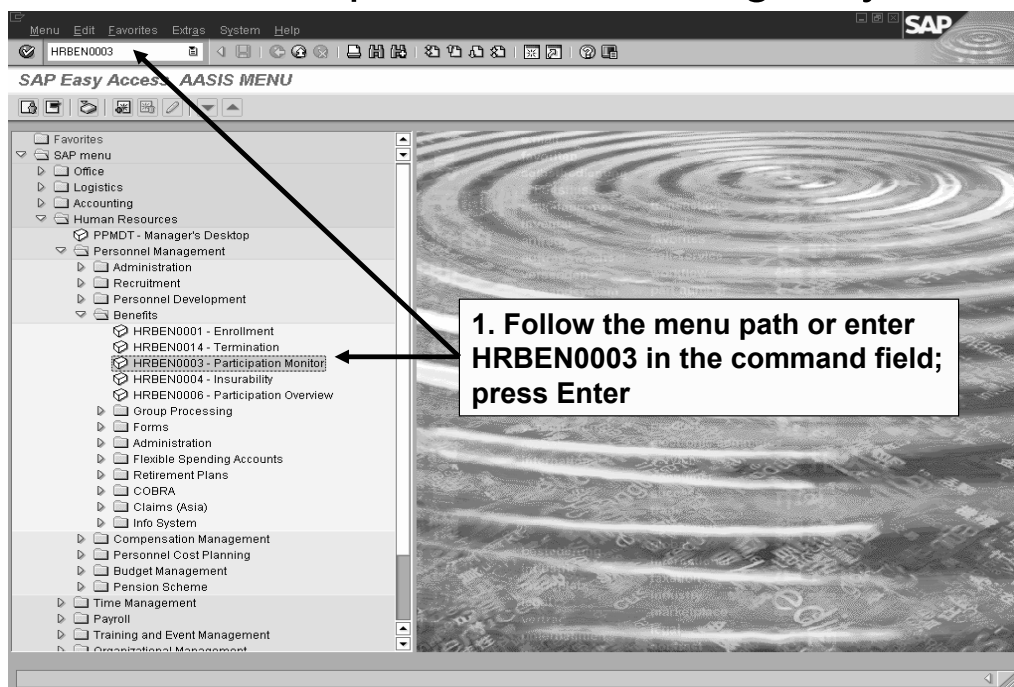 Menu Edit Favorites Extras System Help
SAP
HRBEN0003
SAP Easy Access AASIS MENU
Favorites
SAP menu
Office
Logistics
Accounting
Human Resources
PPMDT - Manager's Desktop
Personnel Management
Administration
Recruitment
Personnel Development
Benefits
HRBEN0001 - Enrollment
HRBEN0014 - Termination
HRBEN0003 - Participation Monitor
HRBEN0004 - Insurability
HRBEN0006 - Participation Overview
Group Processing
Forms
Administration
Flexible Spending Accounts
Retirement Plans
COBRA
Claims (Asia)
Info System
Compensation Management
Personnel Cost Planning
Budget Management
Pension Scheme
Time Management
Payroll
Training and Event Management
Organizational Management
1. Follow the menu path or enter
HRBEN0003 in the command field;
press Enter